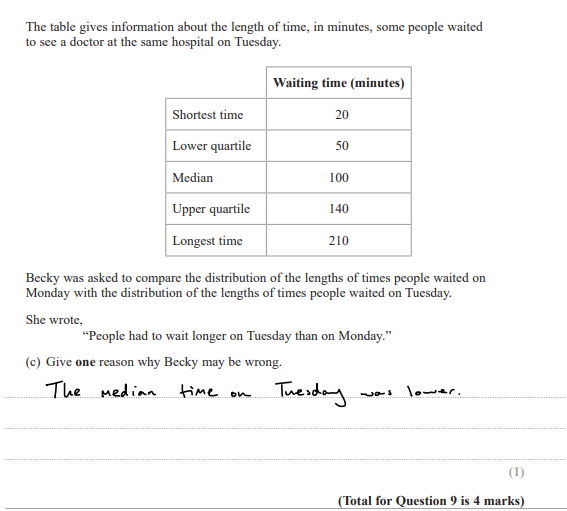 The table gives information about the length of time, in minutes, some people waited
to see a doctor at the same hospital on Tuesday.
Waiting time (minutes)
Shortest time 20
Lower quartile 50
Median 100
Upper quartile 140
Longest time 210
Becky was asked to compare the distribution of the lengths of times people waited on
Monday with the distribution of the lengths of times people waited on Tuesday.
She wrote,
“People had to wait longer on Tuesday than on Monday.”
(c) Give one reason why Becky may be wrong.
The median time on Tuesday was lower.
(1)
(Total for Question 9 is 4 marks)